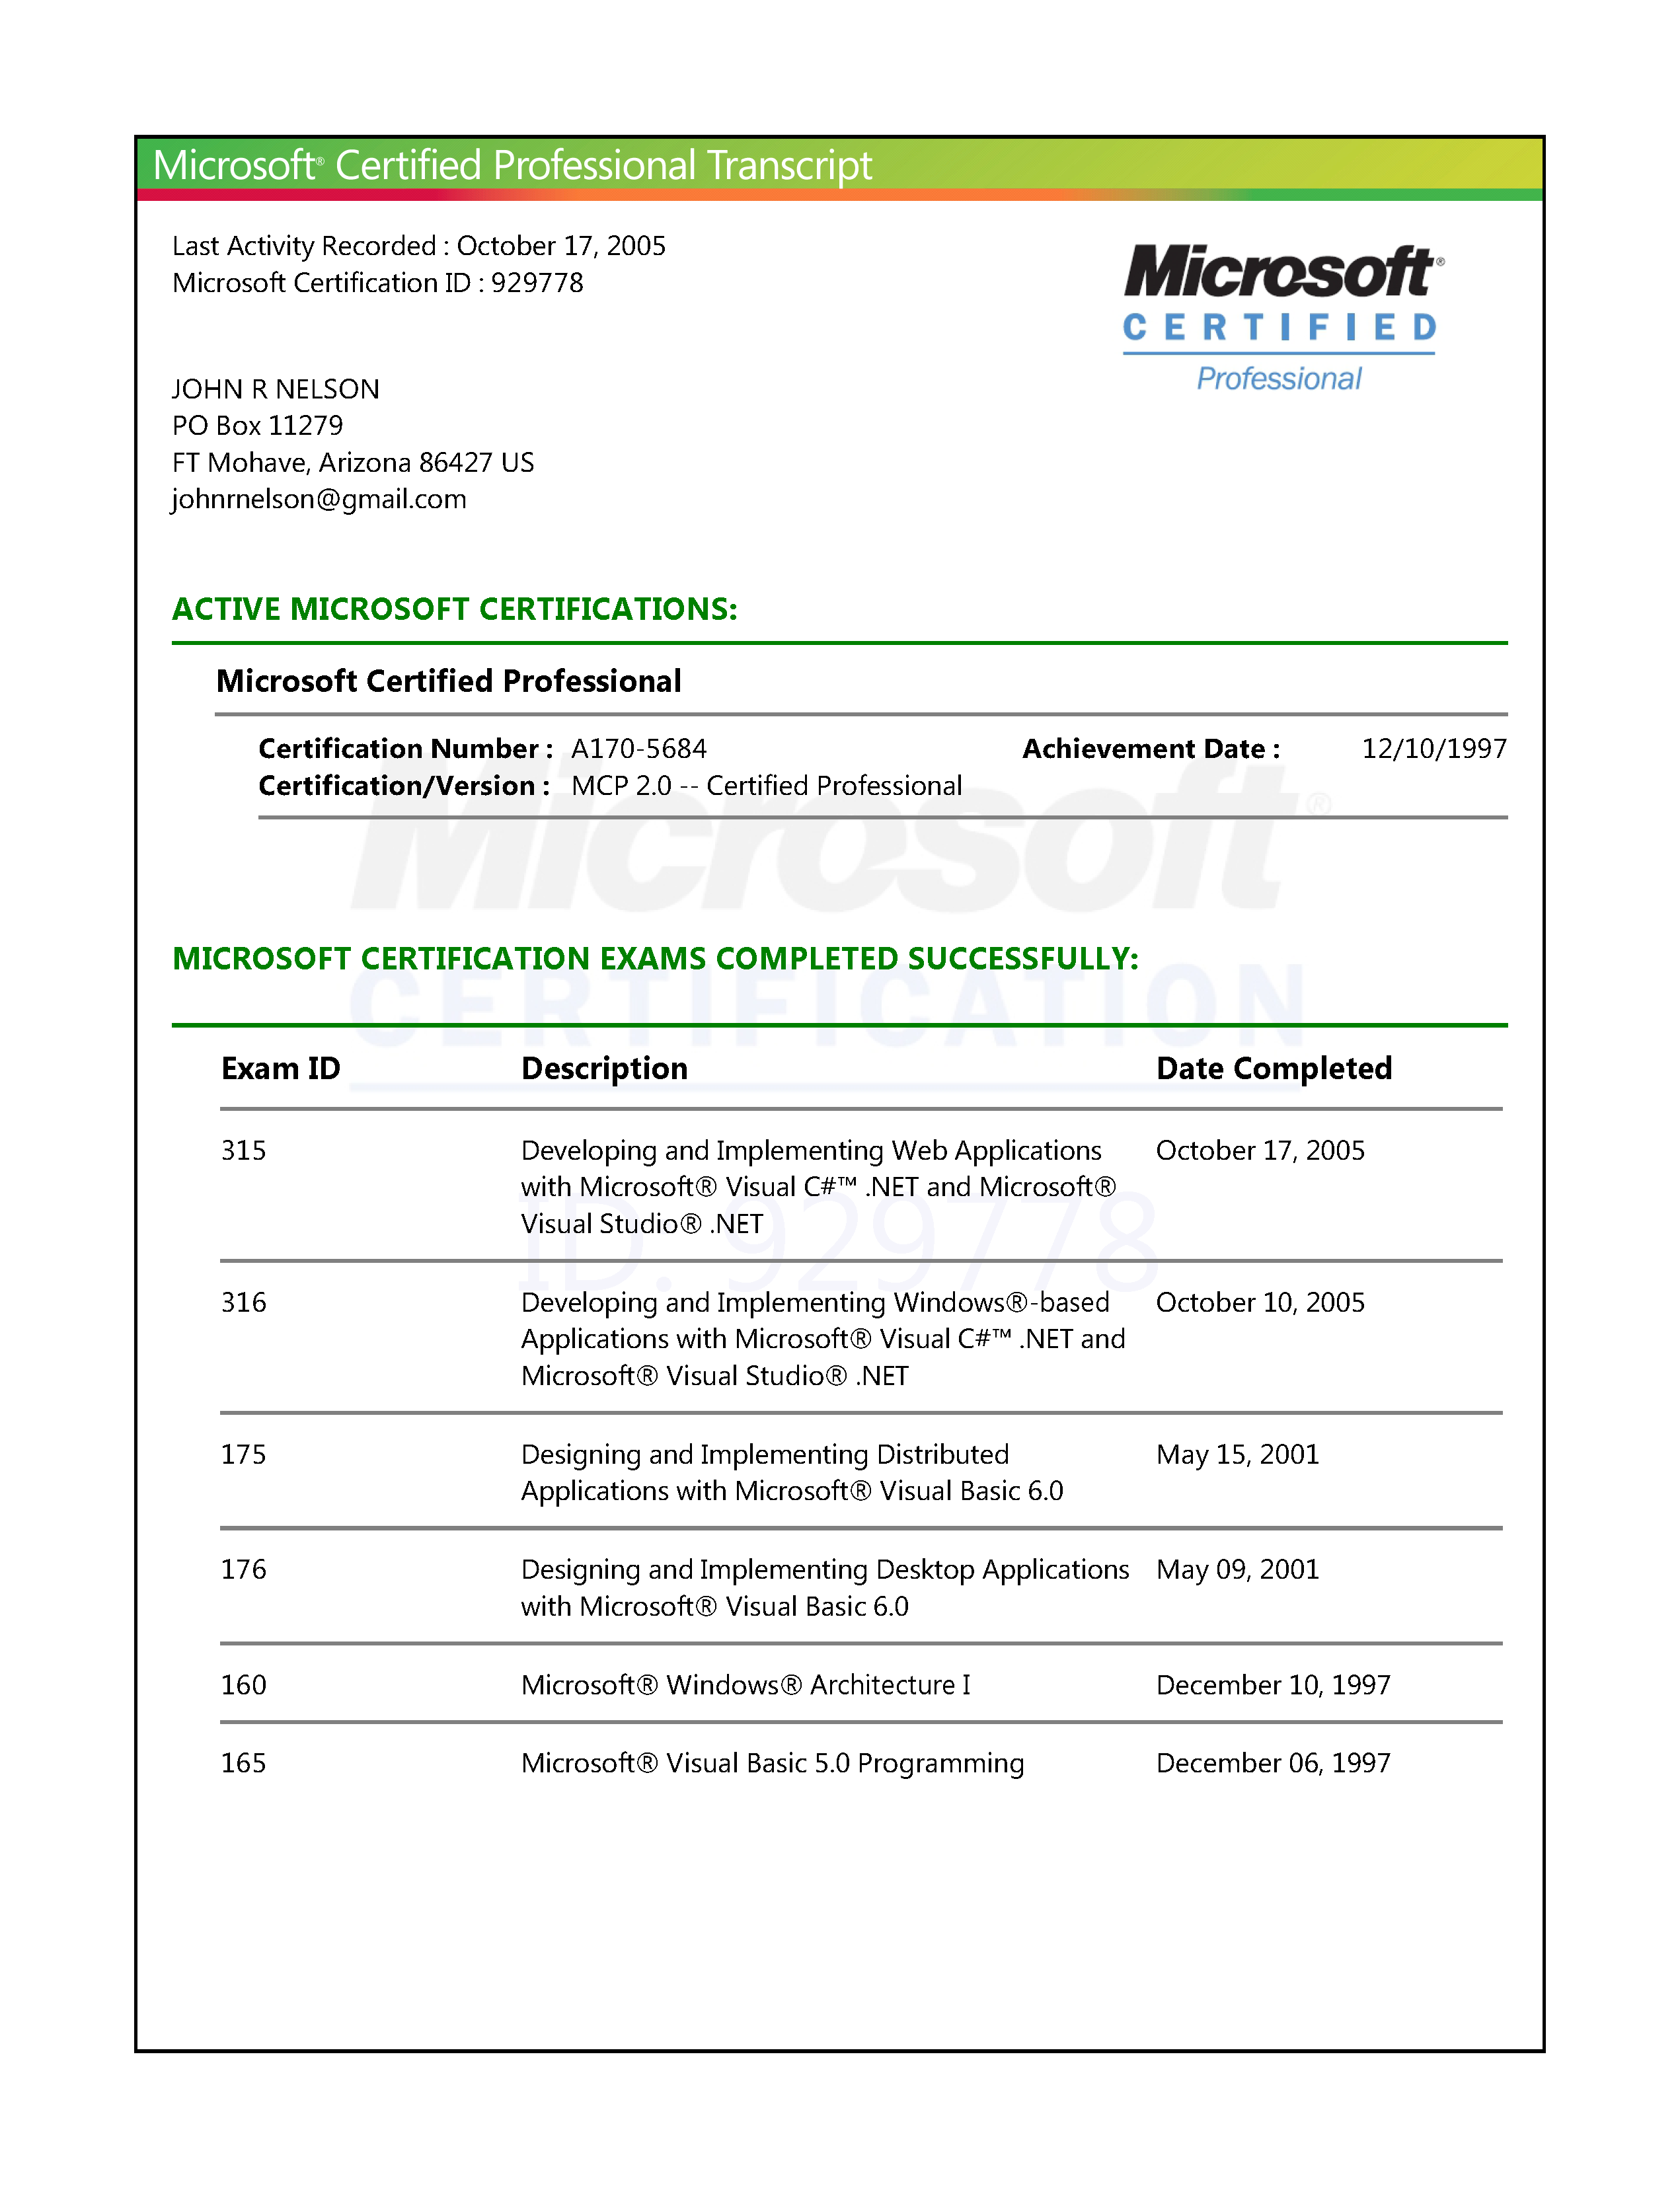 Microsoft® Certified Professional Transcript
Last Activity Recorded : October 17, 2005
Microsoft Certification ID : 929778
Microsoft®
CERTIFIED
Professional
JOHN R NELSON
PO Box 11279
FT Mohave, Arizona 86427 US
johnrnelson@gmail.com
ACTIVE MICROSOFT CERTIFICATIONS:
Microsoft Certified Professional
Certification Number : A170-5684 Achievement Date : 12/10/1997
Certification/Version : MCP 2.0 -- Certified Professional
Microsoft®
MICROSOFT CERTIFICATION EXAMS COMPLETED SUCCESSFULLY:
CERTIFICATION
Exam ID Description Date Completed
315 Developing and Implementing Web Applications October 17, 2005
with Microsoft® Visual C#™ .NET and Microsoft®
Visual Studio® .NET
ID: 929778
316 Developing and Implementing Windows®-based October 10, 2005
Applications with Microsoft® Visual C#™ .NET and
Microsoft® Visual Studio® .NET
175 Designing and Implementing Distributed May 15, 2001
Applications with Microsoft® Visual Basic 6.0
176 Designing and Implementing Desktop Applications May 09, 2001
with Microsoft® Visual Basic 6.0
160 Microsoft® Windows® Architecture I December 10, 1997
165 Microsoft® Visual Basic 5.0 Programming December 06, 1997